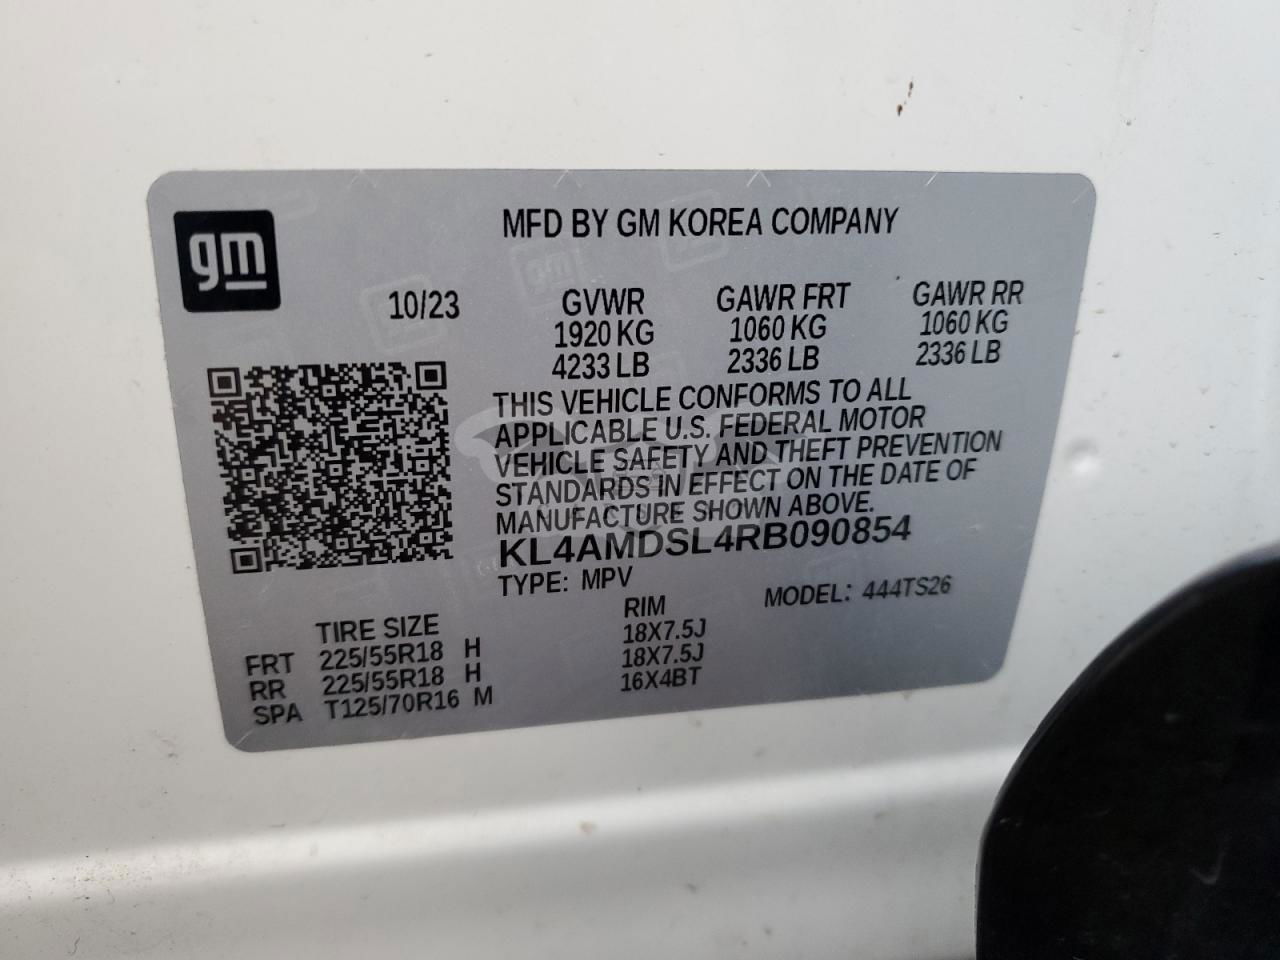 gm
MFD BY GM KOREA COMPANY
10/23 GVWR GAWR FRT GAWR RR
1920 KG 1060 KG 1060 KG
4233 LB 2336 LB 2336 LB
THIS VEHICLE CONFORMS TO ALL
APPLICABLE U.S. FEDERAL MOTOR
VEHICLE SAFETY AND THEFT PREVENTION
STANDARDS IN EFFECT ON THE DATE OF
MANUFACTURE SHOWN ABOVE.
KL4AMDSL4RB090854
TYPE: MPV MODEL: 444TS26
TIRE SIZE RIM
FRT 225/55R18 H 18X7.5J
RR 225/55R18 H 18X7.5J
SPA T125/70R16 M 16X4BT